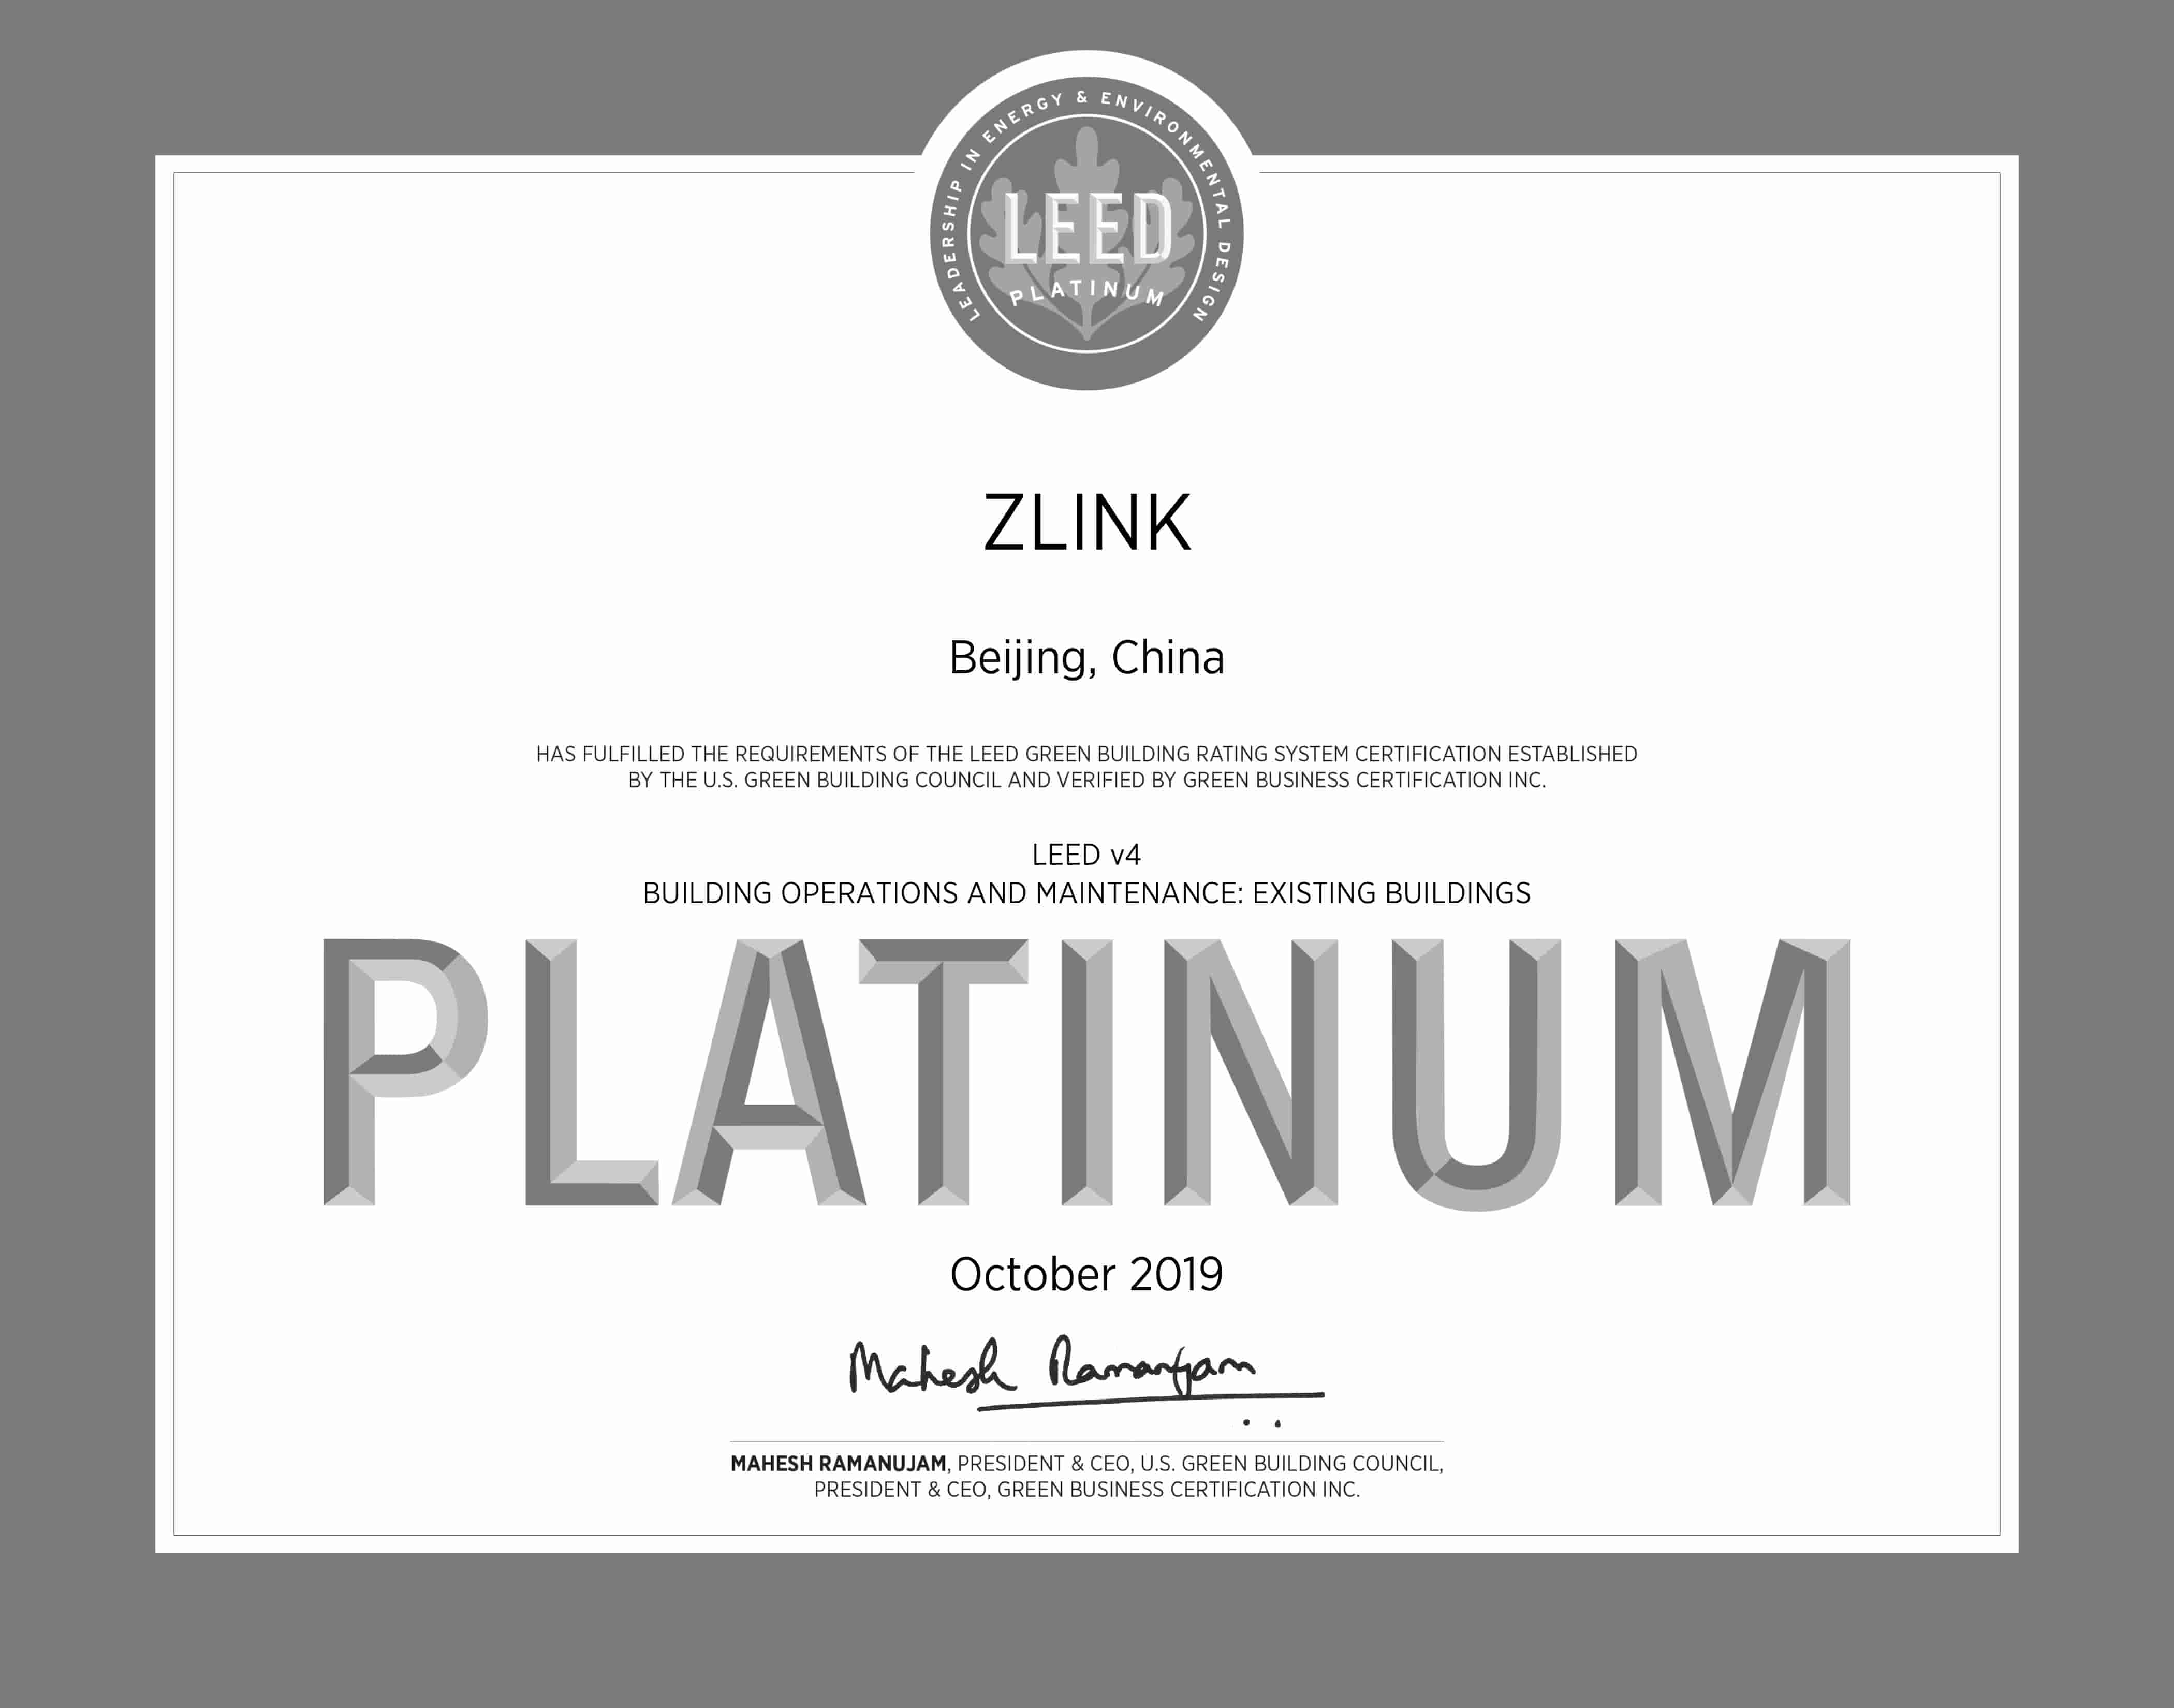 LEADERSHIP IN ENERGY & ENVIRONMENTAL DESIGN
LEED
PLATINUM
ZLINK
Beijing, China
HAS FULFILLED THE REQUIREMENTS OF THE LEED GREEN BUILDING RATING SYSTEM CERTIFICATION ESTABLISHED
BY THE U.S. GREEN BUILDING COUNCIL AND VERIFIED BY GREEN BUSINESS CERTIFICATION INC.
LEED v4
BUILDING OPERATIONS AND MAINTENANCE: EXISTING BUILDINGS
PLATINUM
October 2019
Mahesh Ramanujam
MAHESH RAMANUJAM, PRESIDENT & CEO, U.S. GREEN BUILDING COUNCIL,
PRESIDENT & CEO, GREEN BUSINESS CERTIFICATION INC.